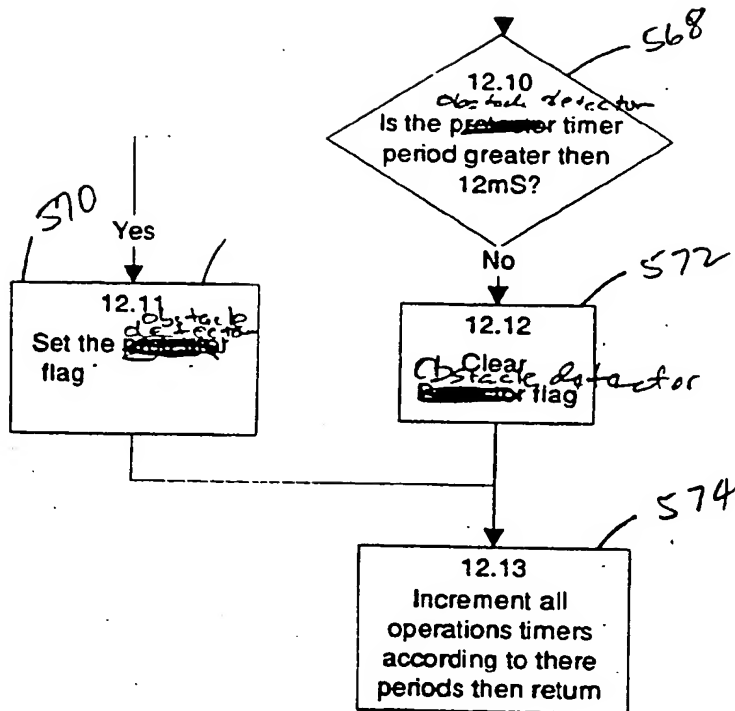 568
12.10
obstacle detector
Is the protector timer
period greater then
12mS?
570
Yes
No
572
12.11
obstacle
detector
Set the protector
flag
12.12
Clear
Obstacle detector
flag
574
12.13
Increment all
operations timers
according to there
periods then return